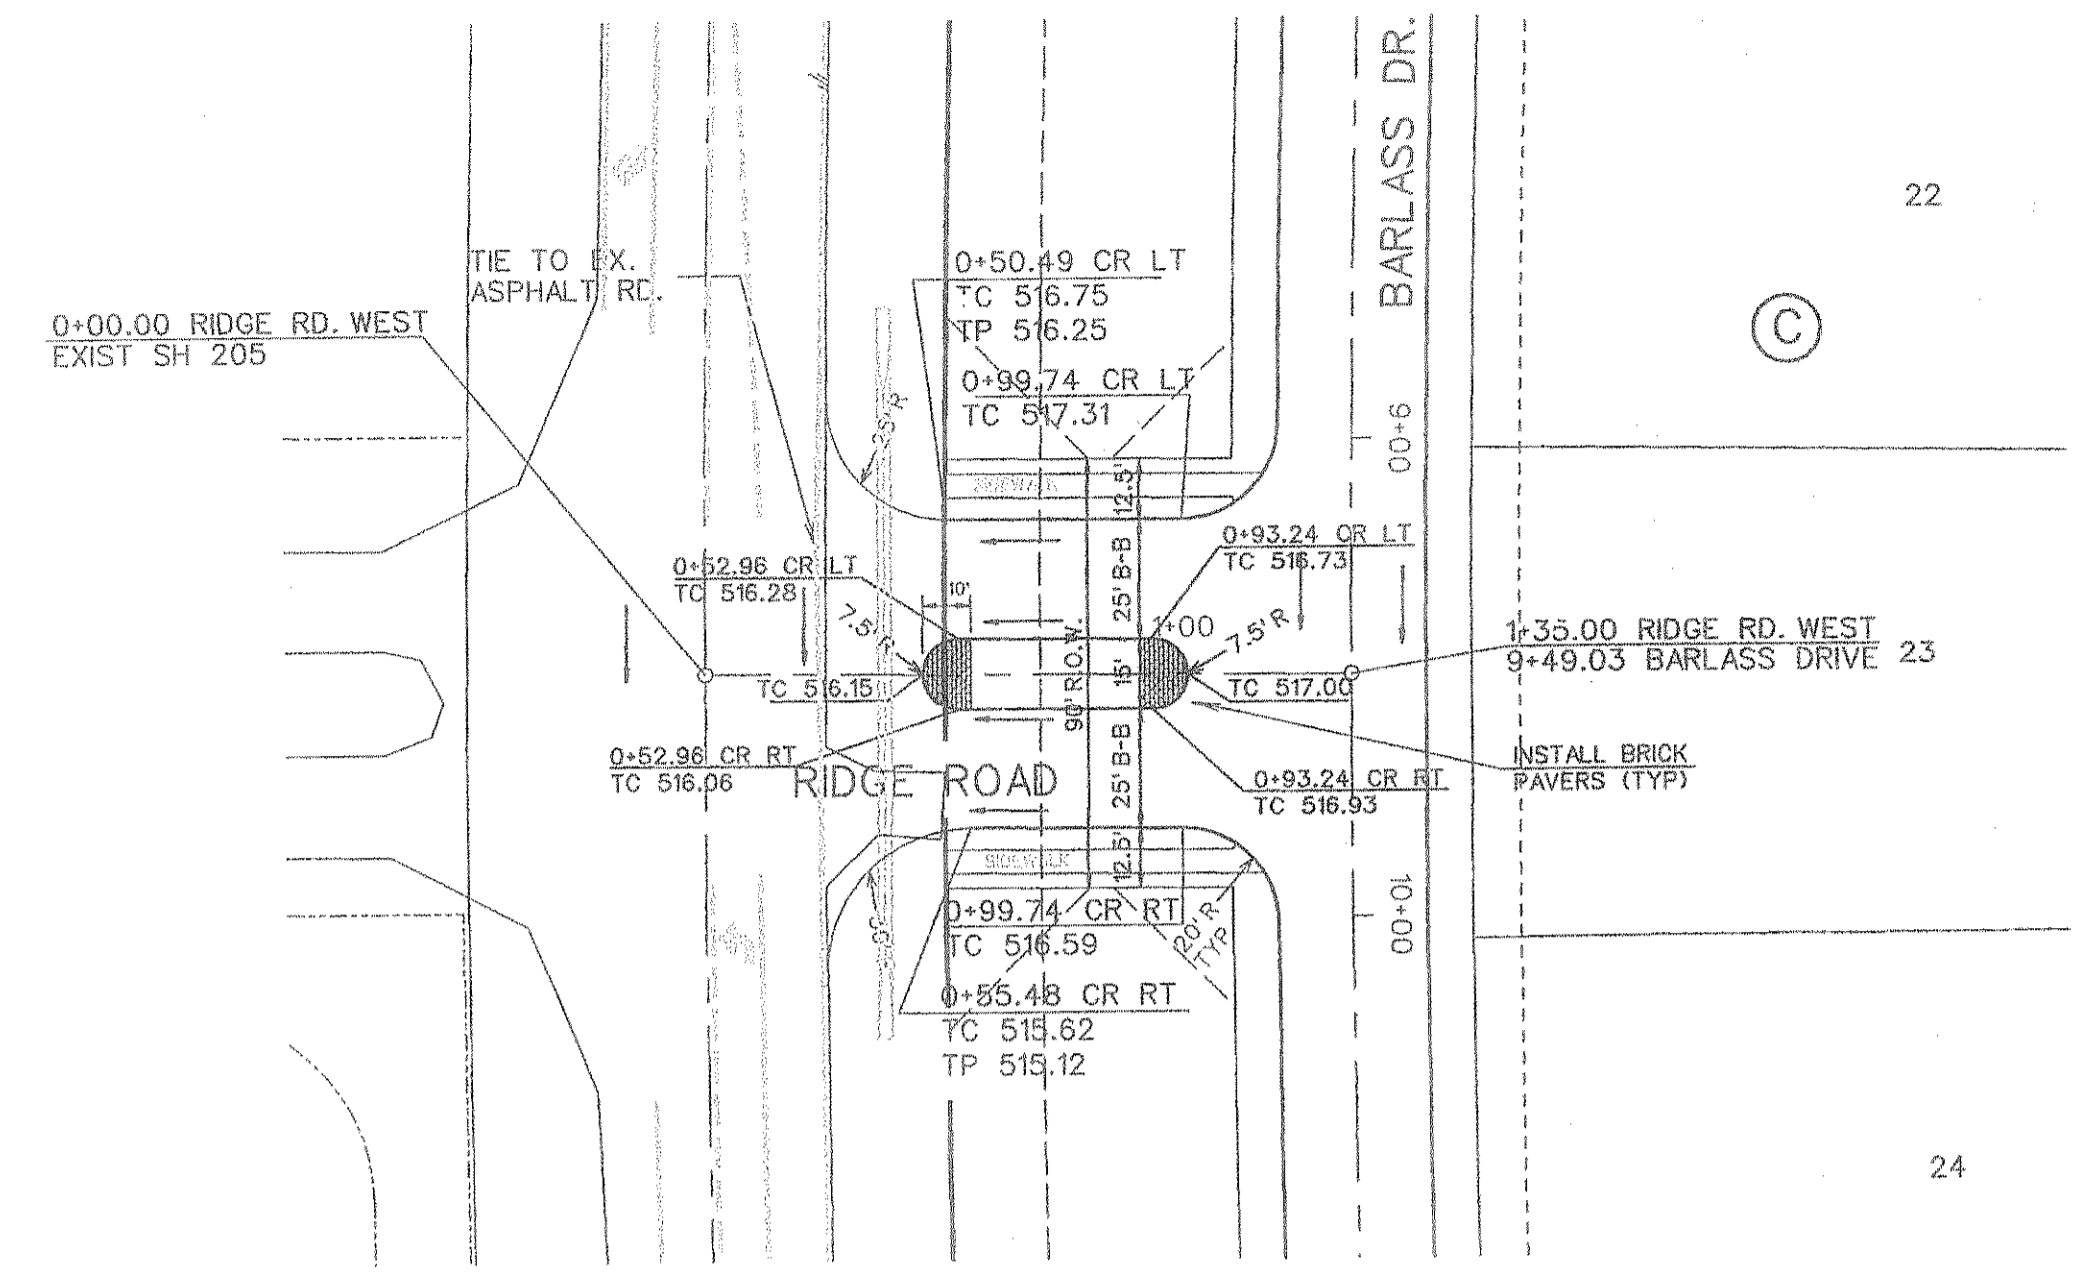 BARLASS DR.
22
TIE TO EX.
ASPHALT RD.
0+50.49 CR LT
TC 516.75
TP 516.25
0+00.00 RIDGE RD. WEST
EXIST SH 205
C
0+99.74 CR LT
TC 517.31
25' R
9+00
SIDEWALK
12.5'
0+52.96 CR LT
TC 516.28
10'
25' B-B
0+93.24 CR LT
TC 516.73
7.5' R
1+00
7.5' R
1+35.00 RIDGE RD. WEST
9+49.03 BARLASS DRIVE
23
TC 516.15
90' R.O.W.
15'
TC 517.00
0+52.96 CR RT
TC 516.06
RIDGE ROAD
25' B-B
0+93.24 CR RT
TC 516.93
INSTALL BRICK
PAVERS (TYP)
SIDEWALK
12.5'
0+99.74 CR RT
TC 516.59
20' R
TYP
10+00
0+55.48 CR RT
TC 515.62
TP 515.12
24